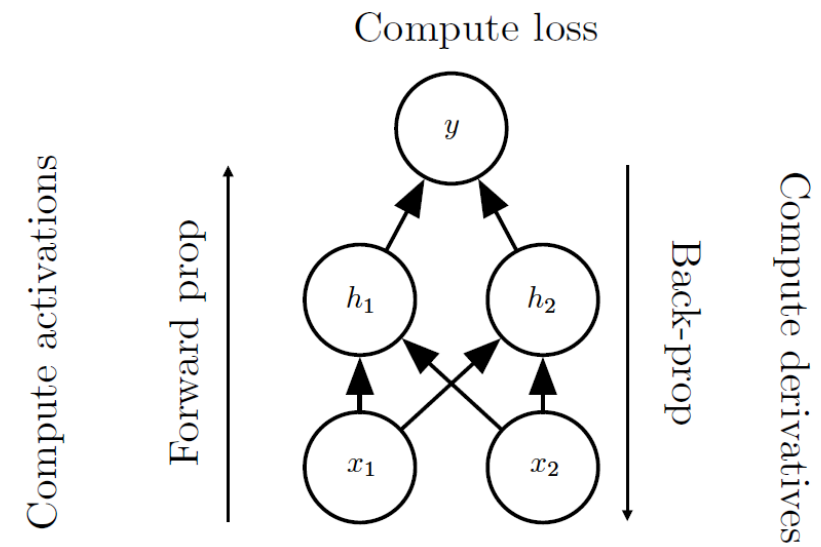 Compute loss
y
Compute activations
Forward prop
h₁
h₂
Back-prop
Compute derivatives
x₁
x₂